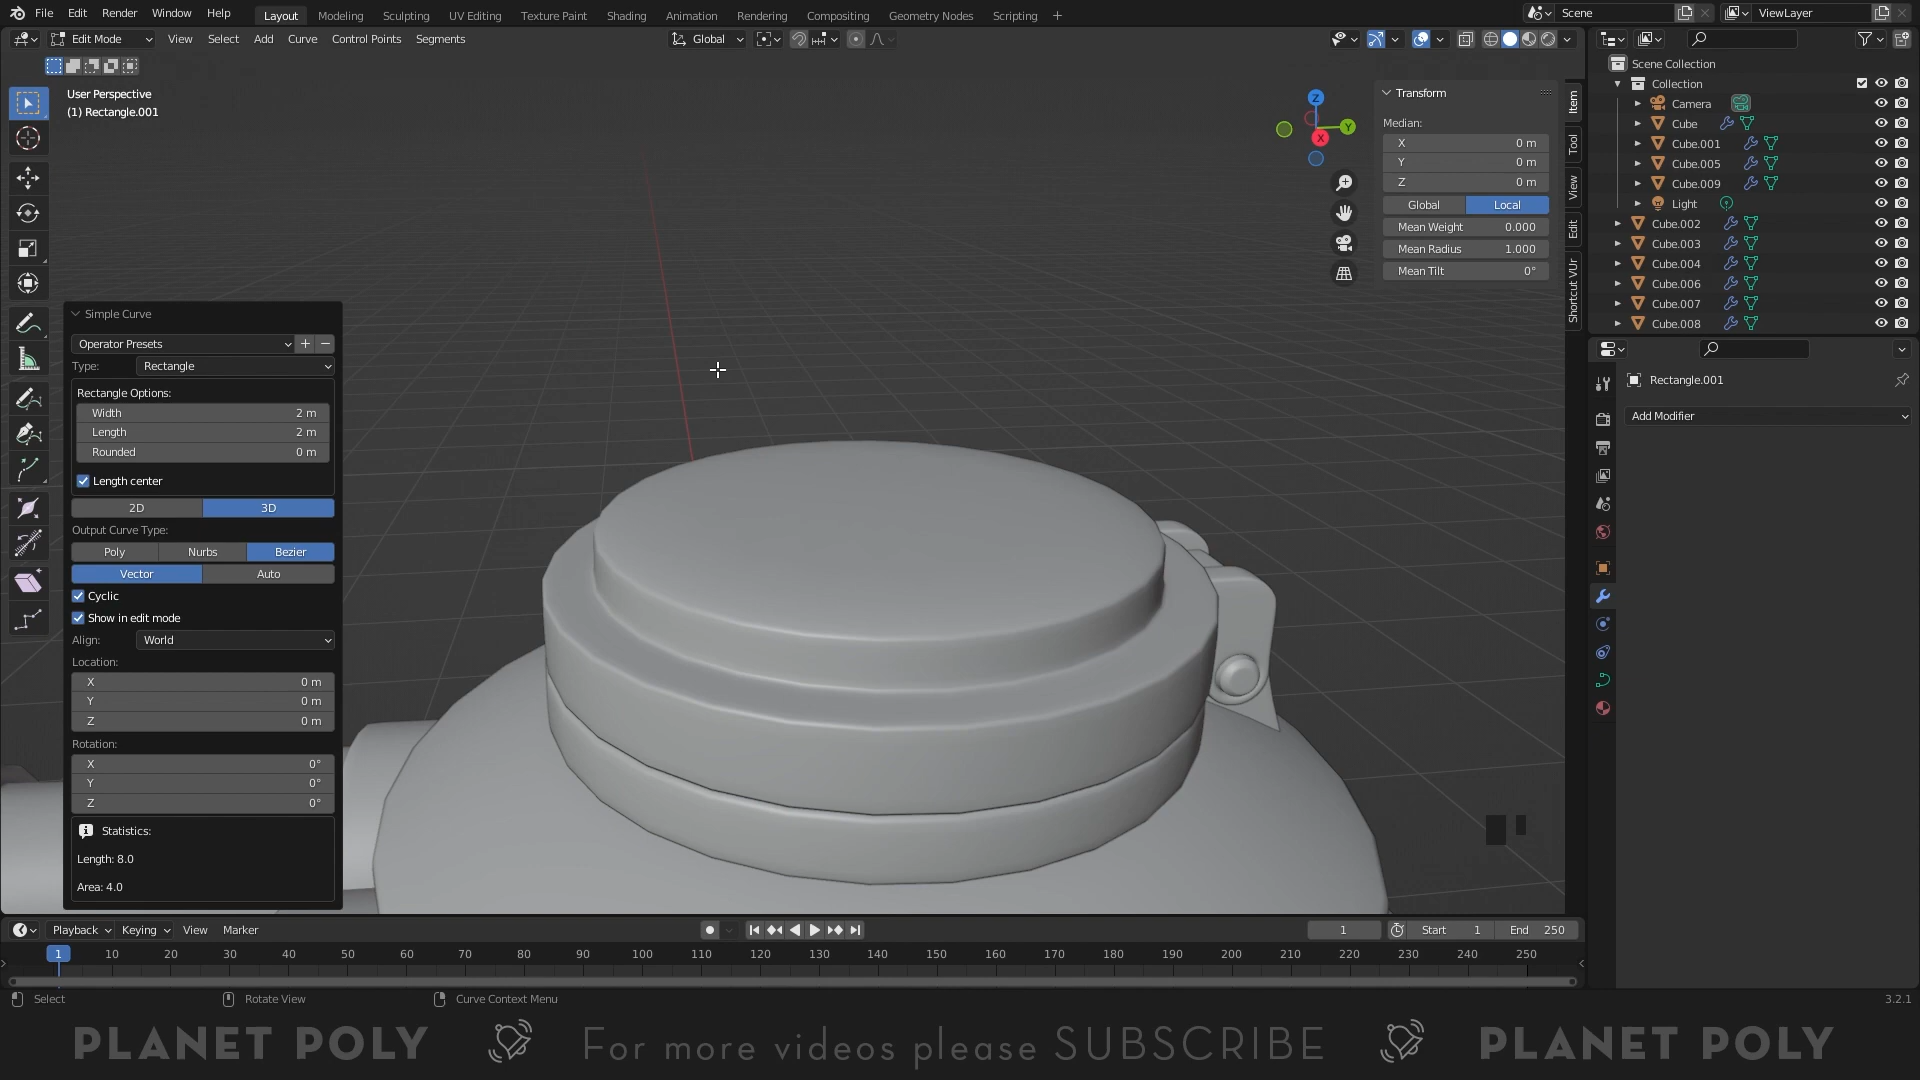 File Edit Render Window Help
Layout Modeling Sculpting UV Editing Texture Paint Shading Animation Rendering Compositing Geometry Nodes Scripting +
Scene
ViewLayer
Edit Mode View Select Add Curve Control Points Segments
Global
User Perspective
(1) Rectangle.001
Z
Y
X
Transform
Median:
X 0 m
Y 0 m
Z 0 m
Global Local
Mean Weight 0.000
Mean Radius 1.000
Mean Tilt 0°
Item
Tool
View
Edit
Shortcut VUr
Scene Collection
Collection
Camera
Cube
Cube.001
Cube.005
Cube.009
Light
Cube.002
Cube.003
Cube.004
Cube.006
Cube.007
Cube.008
Rectangle.001
Add Modifier
Simple Curve
Operator Presets
Type: Rectangle
Rectangle Options:
Width 2 m
Length 2 m
Rounded 0 m
Length center
2D 3D
Output Curve Type:
Poly Nurbs Bezier
Vector Auto
Cyclic
Show in edit mode
Align: World
Location:
X 0 m
Y 0 m
Z 0 m
Rotation:
X 0°
Y 0°
Z 0°
Statistics:
Length: 8.0
Area: 4.0
Playback Keying View Marker
1
Start 1
End 250
1 10 20 30 40 50 60 70 80 90 100 110 120 130 140 150 160 170 180 190 200 210 220 230 240 250
Select
Rotate View
Curve Context Menu
3.2.1
PLANET POLY For more videos please SUBSCRIBE PLANET POLY